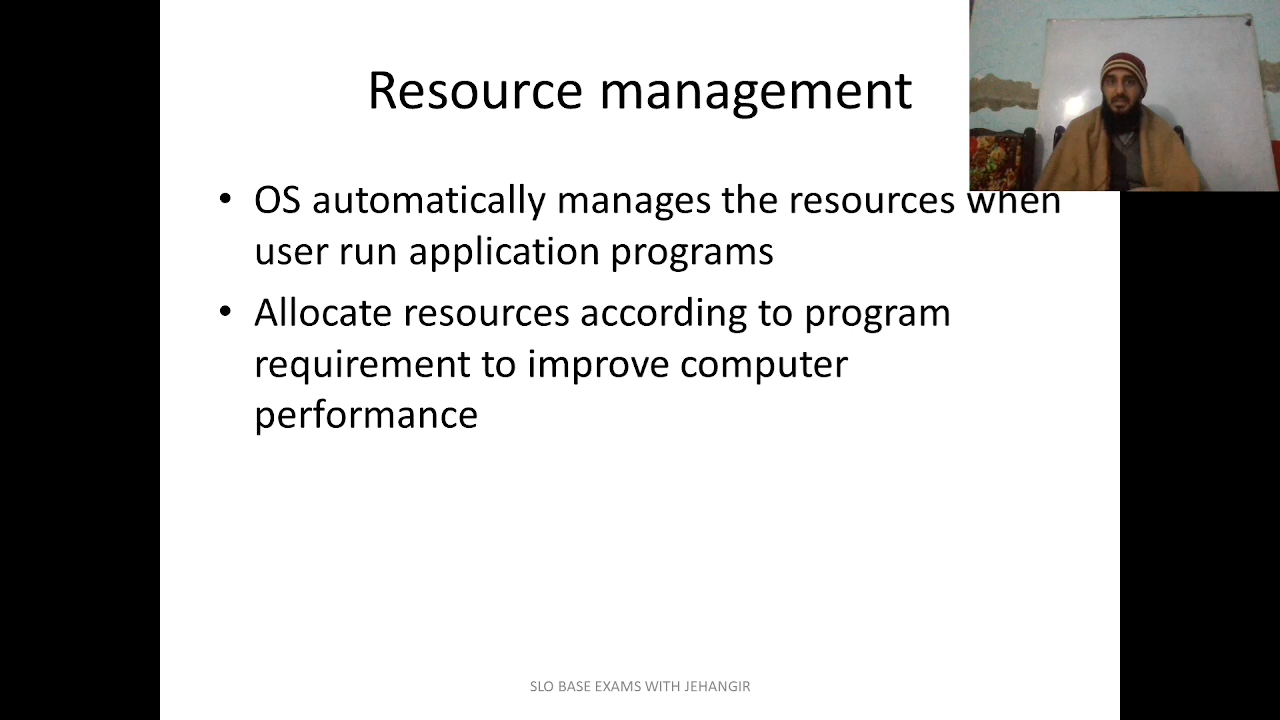 Resource management
• OS automatically manages the resources when
user run application programs
• Allocate resources according to program
requirement to improve computer
performance
SLO BASE EXAMS WITH JEHANGIR